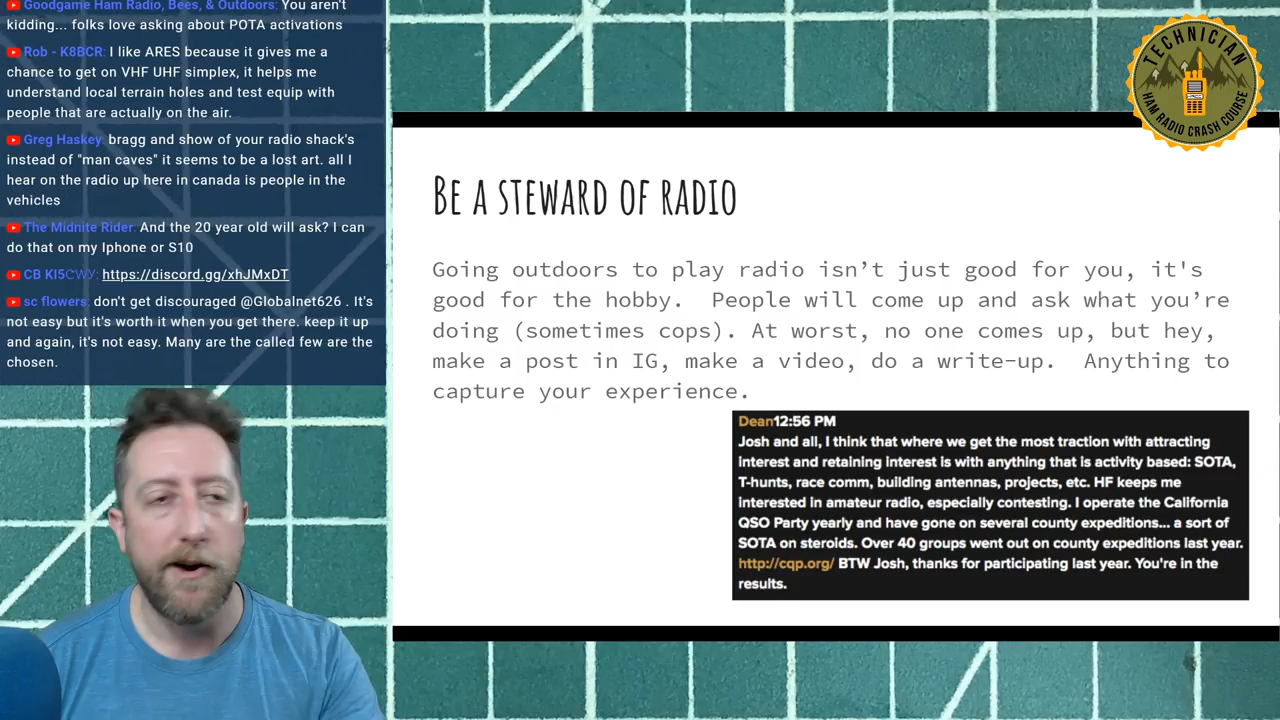 Goodgame Ham Radio, Bees, & Outdoors: You aren't
kidding... folks love asking about POTA activations
Rob - K8BCR: I like ARES because it gives me a
chance to get on VHF UHF simplex, it helps me
understand local terrain holes and test equip with
people that are actually on the air.
Greg Haskey: bragg and show of your radio shack's
instead of "man caves" it seems to be a lost art. all I
hear on the radio up here in canada is people in the
vehicles
The Midnite Rider: And the 20 year old will ask? I can
do that on my Iphone or S10
CB KI5CWY: https://discord.gg/xhJMxDT
sc flowers: don't get discouraged @Globalnet626 . It's
not easy but it's worth it when you get there. keep it up
and again, it's not easy. Many are the called few are the
chosen.
TECHNICIAN
HAM RADIO CRASH COURSE
Be a steward of radio
Going outdoors to play radio isn't just good for you, it's
good for the hobby.  People will come up and ask what you're
doing (sometimes cops). At worst, no one comes up, but hey,
make a post in IG, make a video, do a write-up.  Anything to
capture your experience.
Dean12:56 PM
Josh and all, I think that where we get the most traction with attracting
interest and retaining interest is with anything that is activity based: SOTA,
T-hunts, race comm, building antennas, projects, etc. HF keeps me
interested in amateur radio, especially contesting. I operate the California
QSO Party yearly and have gone on several county expeditions... a sort of
SOTA on steroids. Over 40 groups went out on county expeditions last year.
http://cqp.org/ BTW Josh, thanks for participating last year. You're in the
results.